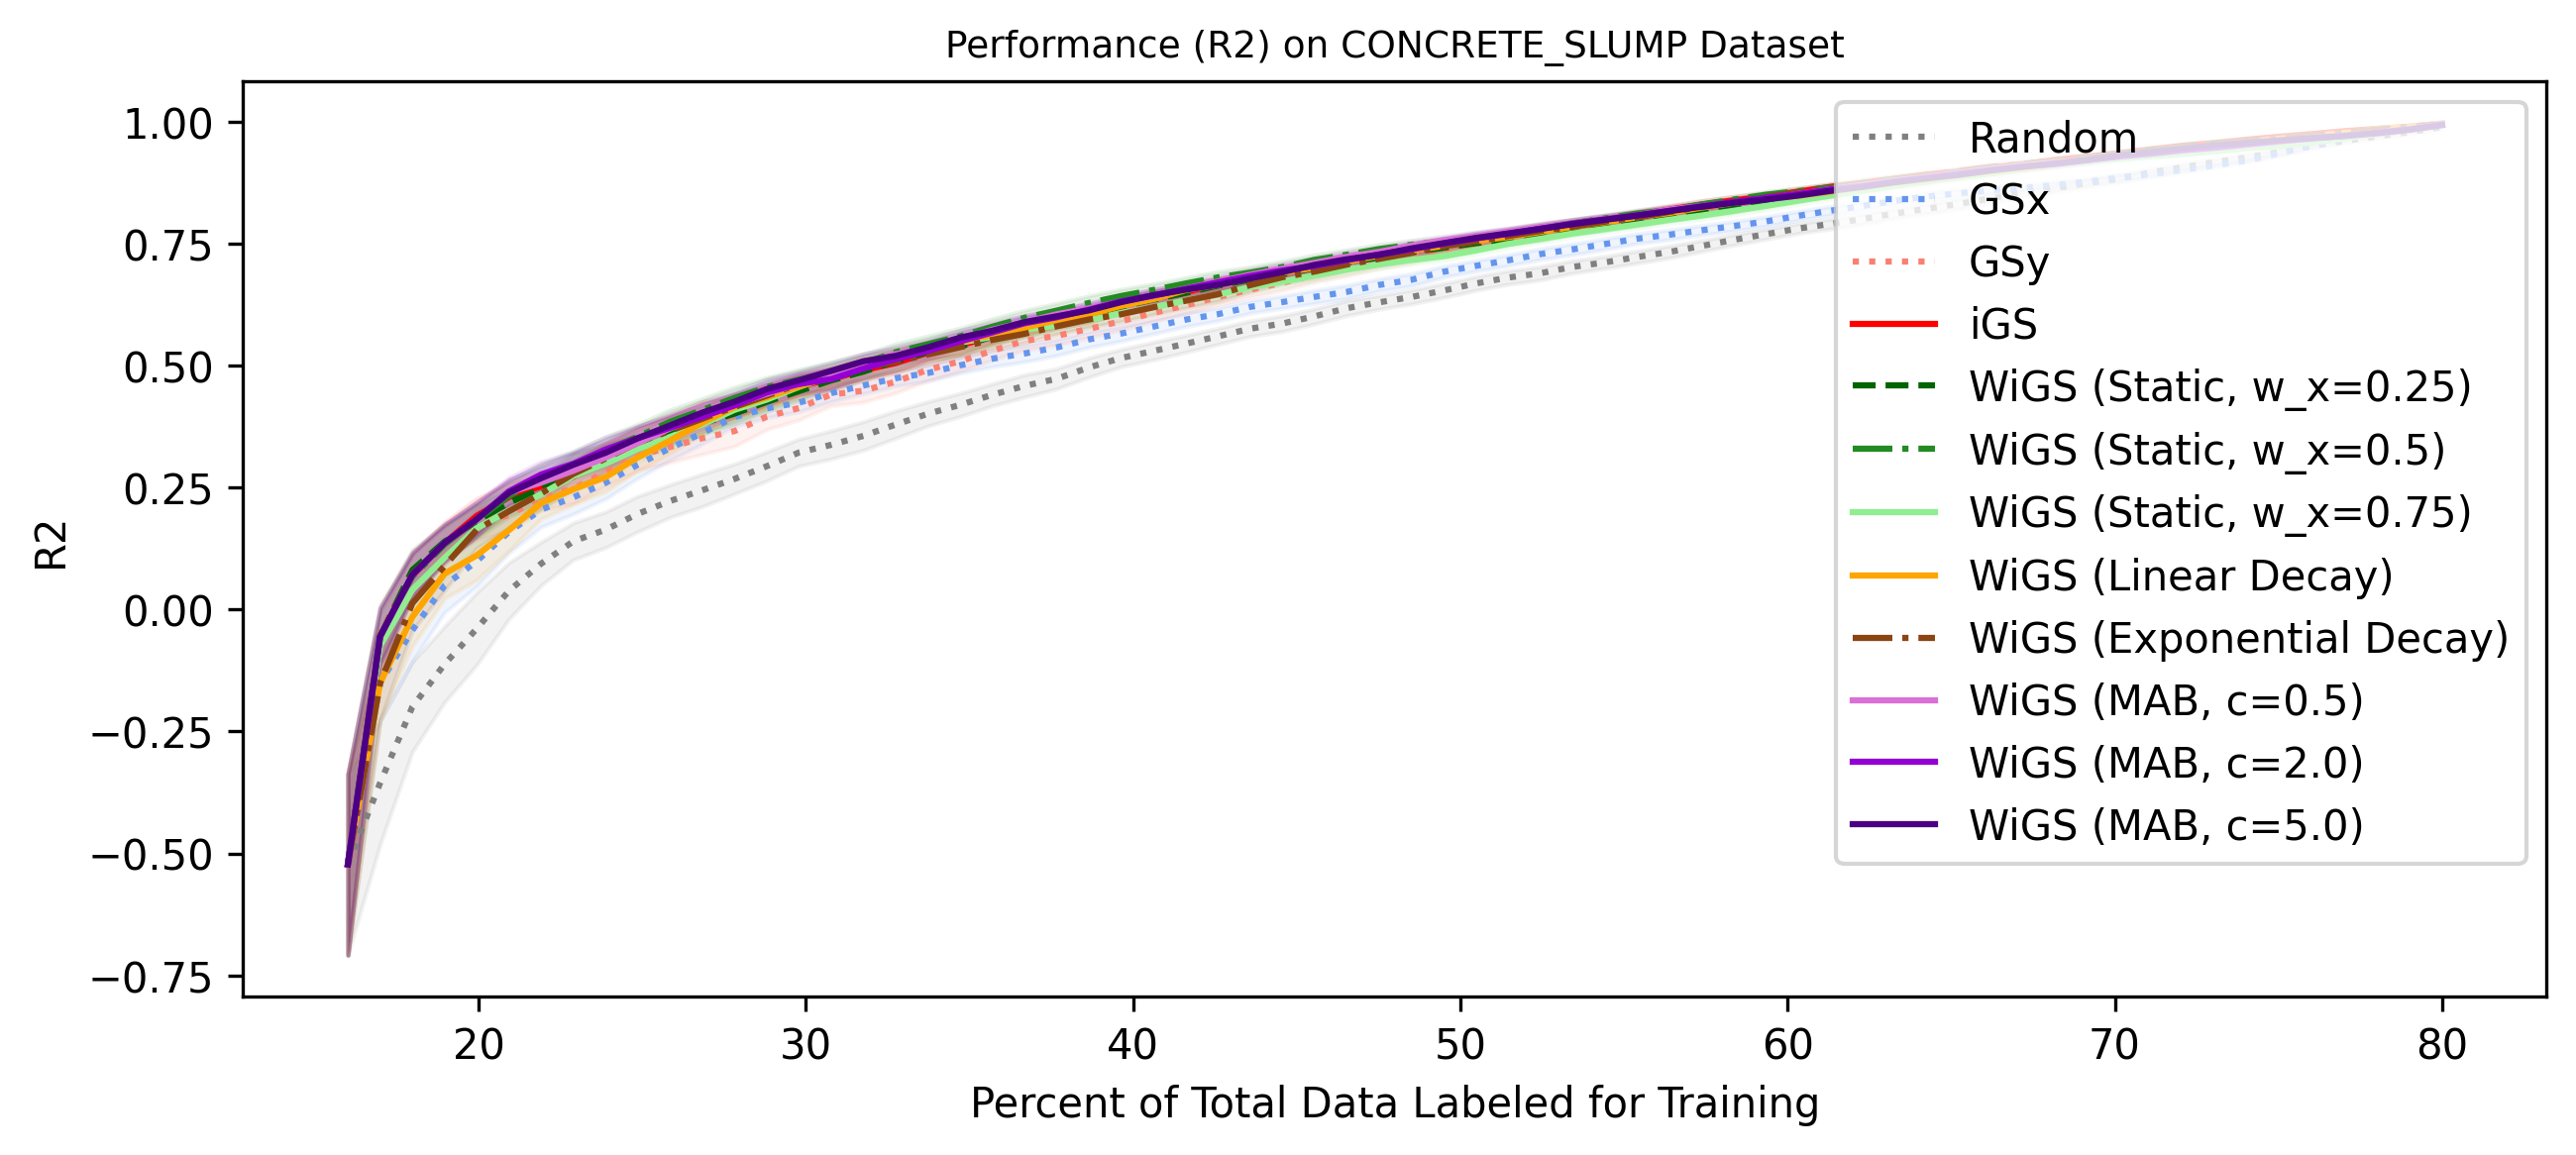 Performance (R2) on CONCRETE_SLUMP Dataset
R2
1.00
0.75
0.50
0.25
0.00
−0.25
−0.50
−0.75
20
30
40
50
60
70
80
Percent of Total Data Labeled for Training
Random
GSx
GSy
iGS
WiGS (Static, w_x=0.25)
WiGS (Static, w_x=0.5)
WiGS (Static, w_x=0.75)
WiGS (Linear Decay)
WiGS (Exponential Decay)
WiGS (MAB, c=0.5)
WiGS (MAB, c=2.0)
WiGS (MAB, c=5.0)